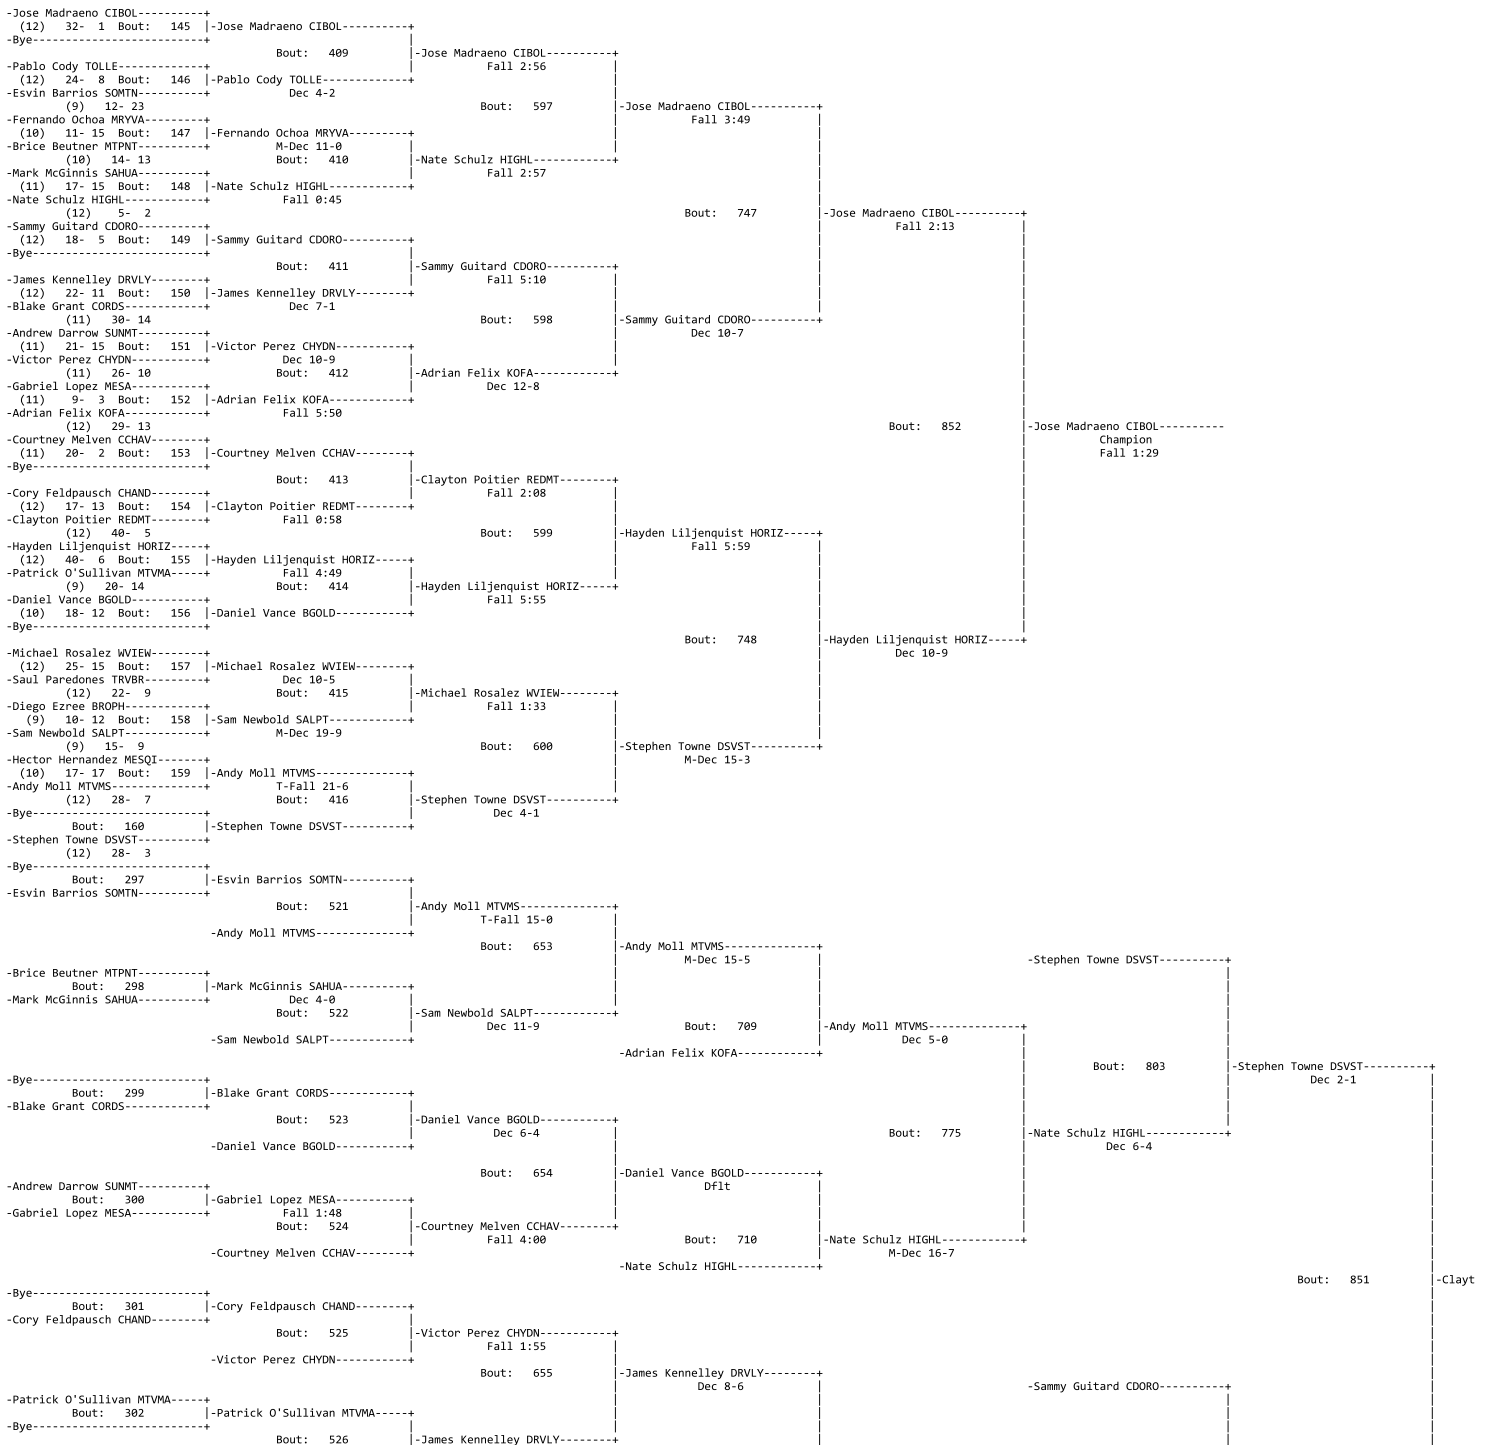 -Jose Madraeno CIBOL----------+
(12)   32-  1  Bout:   145  |-Jose Madraeno CIBOL----------+
-Bye--------------------------+                              |
Bout:   409         |-Jose Madraeno CIBOL----------+
-Pablo Cody TOLLE-------------+                              |           Fall 2:56          |
(12)   24-  8  Bout:   146  |-Pablo Cody TOLLE-------------+                              |
-Esvin Barrios SOMTN----------+            Dec 4-2                                          |
(9)   12- 23                                                   Bout:   597         |-Jose Madraeno CIBOL----------+
-Fernando Ochoa MRYVA---------+                                                             |           Fall 3:49          |
(10)   11- 15  Bout:   147  |-Fernando Ochoa MRYVA---------+                              |                              |
-Brice Beutner MTPNT----------+          M-Dec 11-0          |                              |                              |
(10)   14- 13                   Bout:   410         |-Nate Schulz HIGHL------------+                              |
-Mark McGinnis SAHUA----------+                              |           Fall 2:57                                         |
(11)   17- 15  Bout:   148  |-Nate Schulz HIGHL------------+                                                             |
-Nate Schulz HIGHL------------+           Fall 0:45                                                                        |
(12)    5-  2                                                                                 Bout:   747         |-Jose Madraeno CIBOL----------+
-Sammy Guitard CDORO----------+                                                                                            |           Fall 2:13          |
(12)   18-  5  Bout:   149  |-Sammy Guitard CDORO----------+                                                             |                              |
-Bye--------------------------+                              |                                                             |                              |
Bout:   411         |-Sammy Guitard CDORO----------+                              |                              |
-James Kennelley DRVLY--------+                              |           Fall 5:10          |                              |                              |
(12)   22- 11  Bout:   150  |-James Kennelley DRVLY--------+                              |                              |                              |
-Blake Grant CORDS------------+            Dec 7-1                                          |                              |                              |
(11)   30- 14                                                  Bout:   598         |-Sammy Guitard CDORO----------+                              |
-Andrew Darrow SUNMT----------+                                                             |           Dec 10-7                                          |
(11)   21- 15  Bout:   151  |-Victor Perez CHYDN-----------+                              |                                                             |
-Victor Perez CHYDN-----------+           Dec 10-9           |                              |                                                             |
(11)   26- 10                   Bout:   412         |-Adrian Felix KOFA------------+                                                             |
-Gabriel Lopez MESA-----------+                              |           Dec 12-8                                                                         |
(11)    9-  3  Bout:   152  |-Adrian Felix KOFA------------+                                                                                            |
-Adrian Felix KOFA------------+           Fall 5:50                                                                                                       |
(12)   29- 13                                                                                                                Bout:   852         |-Jose Madraeno CIBOL----------
-Courtney Melven CCHAV--------+                                                                                                                           |           Champion
(11)   20-  2  Bout:   153  |-Courtney Melven CCHAV--------+                                                                                            |           Fall 1:29
-Bye--------------------------+                              |                                                                                            |
Bout:   413         |-Clayton Poitier REDMT--------+                                                             |
-Cory Feldpausch CHAND--------+                              |           Fall 2:08          |                                                             |
(12)   17- 13  Bout:   154  |-Clayton Poitier REDMT--------+                              |                                                             |
-Clayton Poitier REDMT--------+           Fall 0:58                                         |                                                             |
(12)   40-  5                                                  Bout:   599         |-Hayden Liljenquist HORIZ-----+                              |
-Hayden Liljenquist HORIZ-----+                                                             |           Fall 5:59          |                              |
(12)   40-  6  Bout:   155  |-Hayden Liljenquist HORIZ-----+                              |                              |                              |
-Patrick O'Sullivan MTVMA-----+           Fall 4:49          |                              |                              |                              |
(9)   20- 14                   Bout:   414         |-Hayden Liljenquist HORIZ-----+                              |                              |
-Daniel Vance BGOLD-----------+                              |           Fall 5:55                                         |                              |
(10)   18- 12  Bout:   156  |-Daniel Vance BGOLD-----------+                                                             |                              |
-Bye--------------------------+                                                                                            |                              |
Bout:   748         |-Hayden Liljenquist HORIZ-----+
-Michael Rosalez WVIEW--------+                                                                                            |           Dec 10-9
(12)   25- 15  Bout:   157  |-Michael Rosalez WVIEW--------+                                                             |
-Saul Paredones TRVBR---------+           Dec 10-5           |                                                             |
(12)   22-  9                   Bout:   415         |-Michael Rosalez WVIEW--------+                              |
-Diego Ezree BROPH------------+                              |           Fall 1:33          |                              |
(9)   10- 12  Bout:   158  |-Sam Newbold SALPT------------+                              |                              |
-Sam Newbold SALPT------------+          M-Dec 19-9                                         |                              |
(9)   15-  9                                                   Bout:   600         |-Stephen Towne DSVST----------+
-Hector Hernandez MESQI-------+                                                             |          M-Dec 15-3
(10)   17- 17  Bout:   159  |-Andy Moll MTVMS--------------+                              |
-Andy Moll MTVMS--------------+          T-Fall 21-6         |                              |
(12)   28-  7                   Bout:   416         |-Stephen Towne DSVST----------+
-Bye--------------------------+                              |            Dec 4-1
Bout:   160         |-Stephen Towne DSVST----------+
-Stephen Towne DSVST----------+
(12)   28-  3
-Bye--------------------------+
Bout:   297         |-Esvin Barrios SOMTN----------+
-Esvin Barrios SOMTN----------+                              |
Bout:   521         |-Andy Moll MTVMS--------------+
|          T-Fall 15-0         |
-Andy Moll MTVMS--------------+                              |
Bout:   653         |-Andy Moll MTVMS--------------+
|          M-Dec 15-5          |                               -Stephen Towne DSVST----------+
-Brice Beutner MTPNT----------+
Bout:   298         |-Mark McGinnis SAHUA----------+
-Mark McGinnis SAHUA----------+            Dec 4-0           |
Bout:   522         |-Sam Newbold SALPT------------+
|           Dec 11-9                      Bout:   709         |-Andy Moll MTVMS--------------+
-Sam Newbold SALPT------------+                                                             |            Dec 5-0
-Adrian Felix KOFA------------+
Bout:   803         |-Stephen Towne DSVST----------+
-Bye--------------------------+                              |            Dec 2-1
Bout:   299         |-Blake Grant CORDS------------+
-Blake Grant CORDS------------+
Bout:   523         |-Daniel Vance BGOLD-----------+
|            Dec 6-4           |                                         Bout:   775         |-Nate Schulz HIGHL------------+
-Daniel Vance BGOLD-----------+                              |            Dec 6-4
Bout:   654         |-Daniel Vance BGOLD-----------+
-Andrew Darrow SUNMT----------+                              |             Dflt
Bout:   300         |-Gabriel Lopez MESA-----------+
-Gabriel Lopez MESA-----------+           Fall 1:48          |
Bout:   524         |-Courtney Melven CCHAV--------+
|           Fall 4:00                     Bout:   710         |-Nate Schulz HIGHL------------+
-Courtney Melven CCHAV--------+                                                             |          M-Dec 16-7
-Nate Schulz HIGHL------------+
Bout:   851         |-Clayt
-Bye--------------------------+
Bout:   301         |-Cory Feldpausch CHAND--------+
-Cory Feldpausch CHAND--------+
Bout:   525         |-Victor Perez CHYDN-----------+
|           Fall 1:55          |
-Victor Perez CHYDN-----------+
Bout:   655         |-James Kennelley DRVLY--------+
|            Dec 8-6           |                               -Sammy Guitard CDORO----------+
-Patrick O'Sullivan MTVMA-----+
Bout:   302         |-Patrick O'Sullivan MTVMA-----+
-Bye--------------------------+
Bout:   526         |-James Kennelley DRVLY--------+